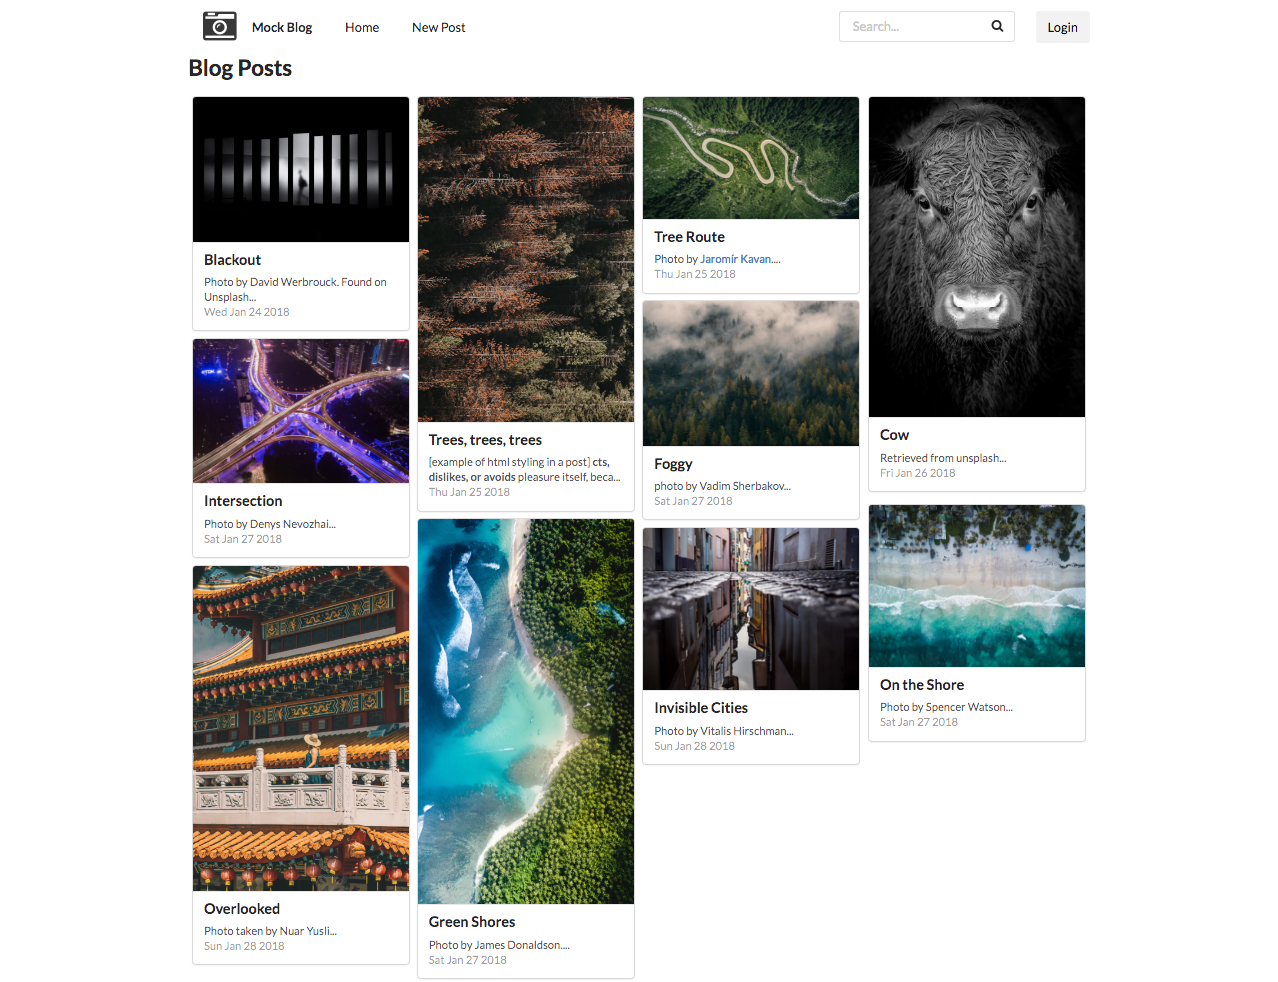 Mock Blog
Home
New Post
Search...
Login
Blog Posts
Blackout
Photo by David Werbrouck. Found on
Unsplash...
Wed Jan 24 2018
Intersection
Photo by Denys Nevozhai...
Sat Jan 27 2018
Overlooked
Photo taken by Nuar Yusli...
Sun Jan 28 2018
Trees, trees, trees
[example of html styling in a post] cts,
dislikes, or avoids pleasure itself, beca...
Thu Jan 25 2018
Green Shores
Photo by James Donaldson....
Sat Jan 27 2018
Tree Route
Photo by Jaromír Kavan....
Thu Jan 25 2018
Foggy
photo by Vadim Sherbakov...
Sat Jan 27 2018
Invisible Cities
Photo by Vitalis Hirschman...
Sun Jan 28 2018
Cow
Retrieved from unsplash...
Fri Jan 26 2018
On the Shore
Photo by Spencer Watson...
Sat Jan 27 2018